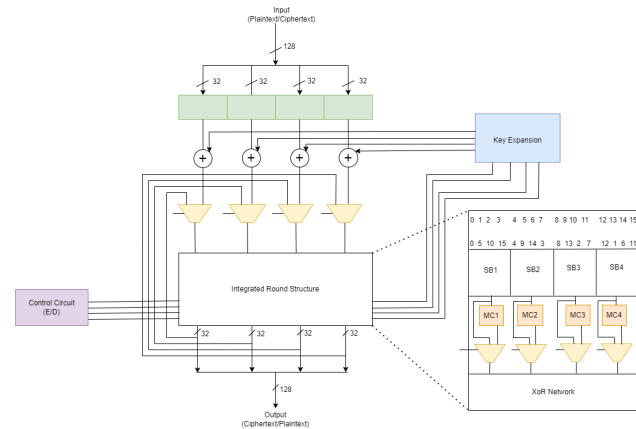 Input
(Plaintext/Ciphertext)
128
32 32 32 32
Key Expansion
+ + + +
0 1 2 3 4 5 6 7 8 9 10 11 12 13 14 15
0 5 10 15 4 9 14 3 8 13 2 7 12 1 6 11
SB1 SB2 SB3 SB4
Integrated Round Structure
Control Circuit
(E/D)
MC1 MC2 MC3 MC4
32 32 32 32
XoR Network
128
Output
(Ciphertext/Plaintext)